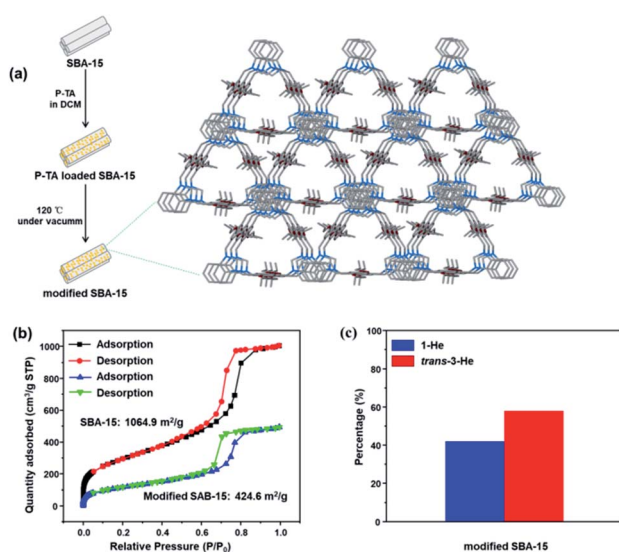 (a)
SBA-15
P-TA
in DCM
P-TA loaded SBA-15
120 ℃
under vacumm
modified SBA-15
(b)
Quantity adsorbed (cm³/g STP)
1000
800
600
400
200
0
Adsorption
Desorption
Adsorption
Desorption
SBA-15: 1064.9 m²/g
Modified SAB-15: 424.6 m²/g
0.0 0.2 0.4 0.6 0.8 1.0
Relative Pressure (P/P₀)
(c)
Percentage (%)
100
80
60
40
20
0
1-He
trans-3-He
modified SBA-15